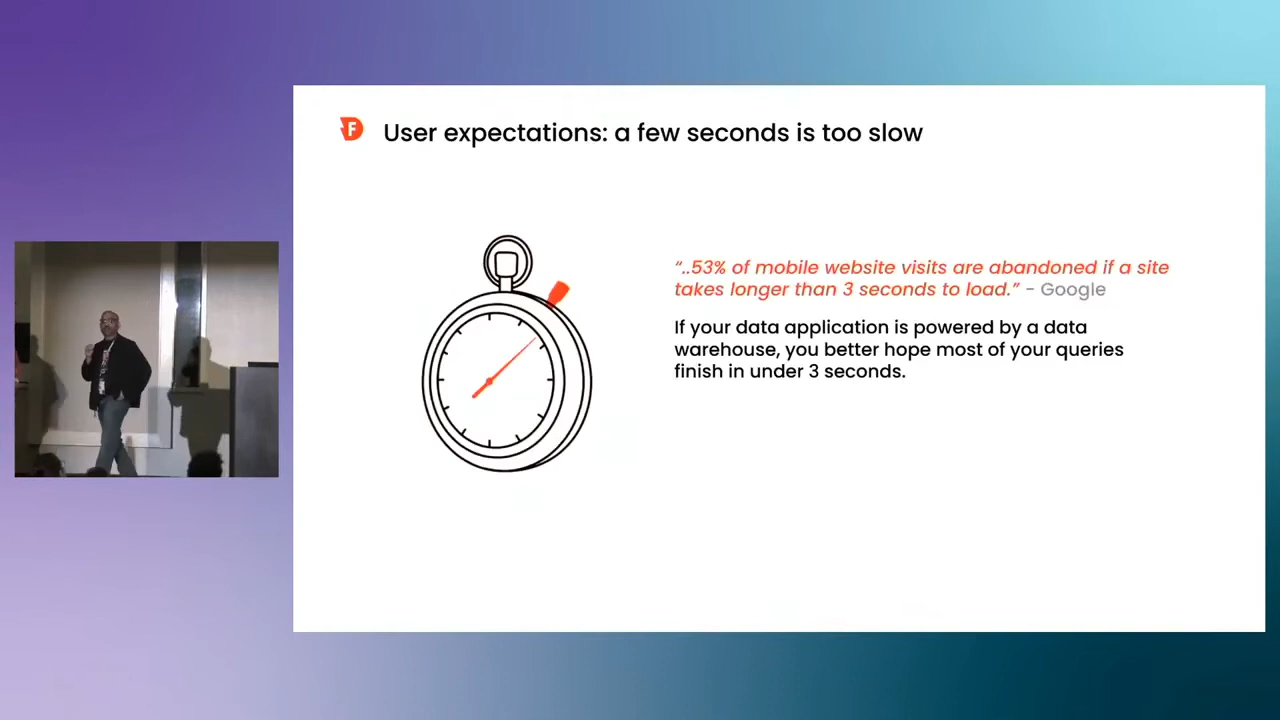 F
User expectations: a few seconds is too slow
“..53% of mobile website visits are abandoned if a site
takes longer than 3 seconds to load.” - Google
If your data application is powered by a data
warehouse, you better hope most of your queries
finish in under 3 seconds.